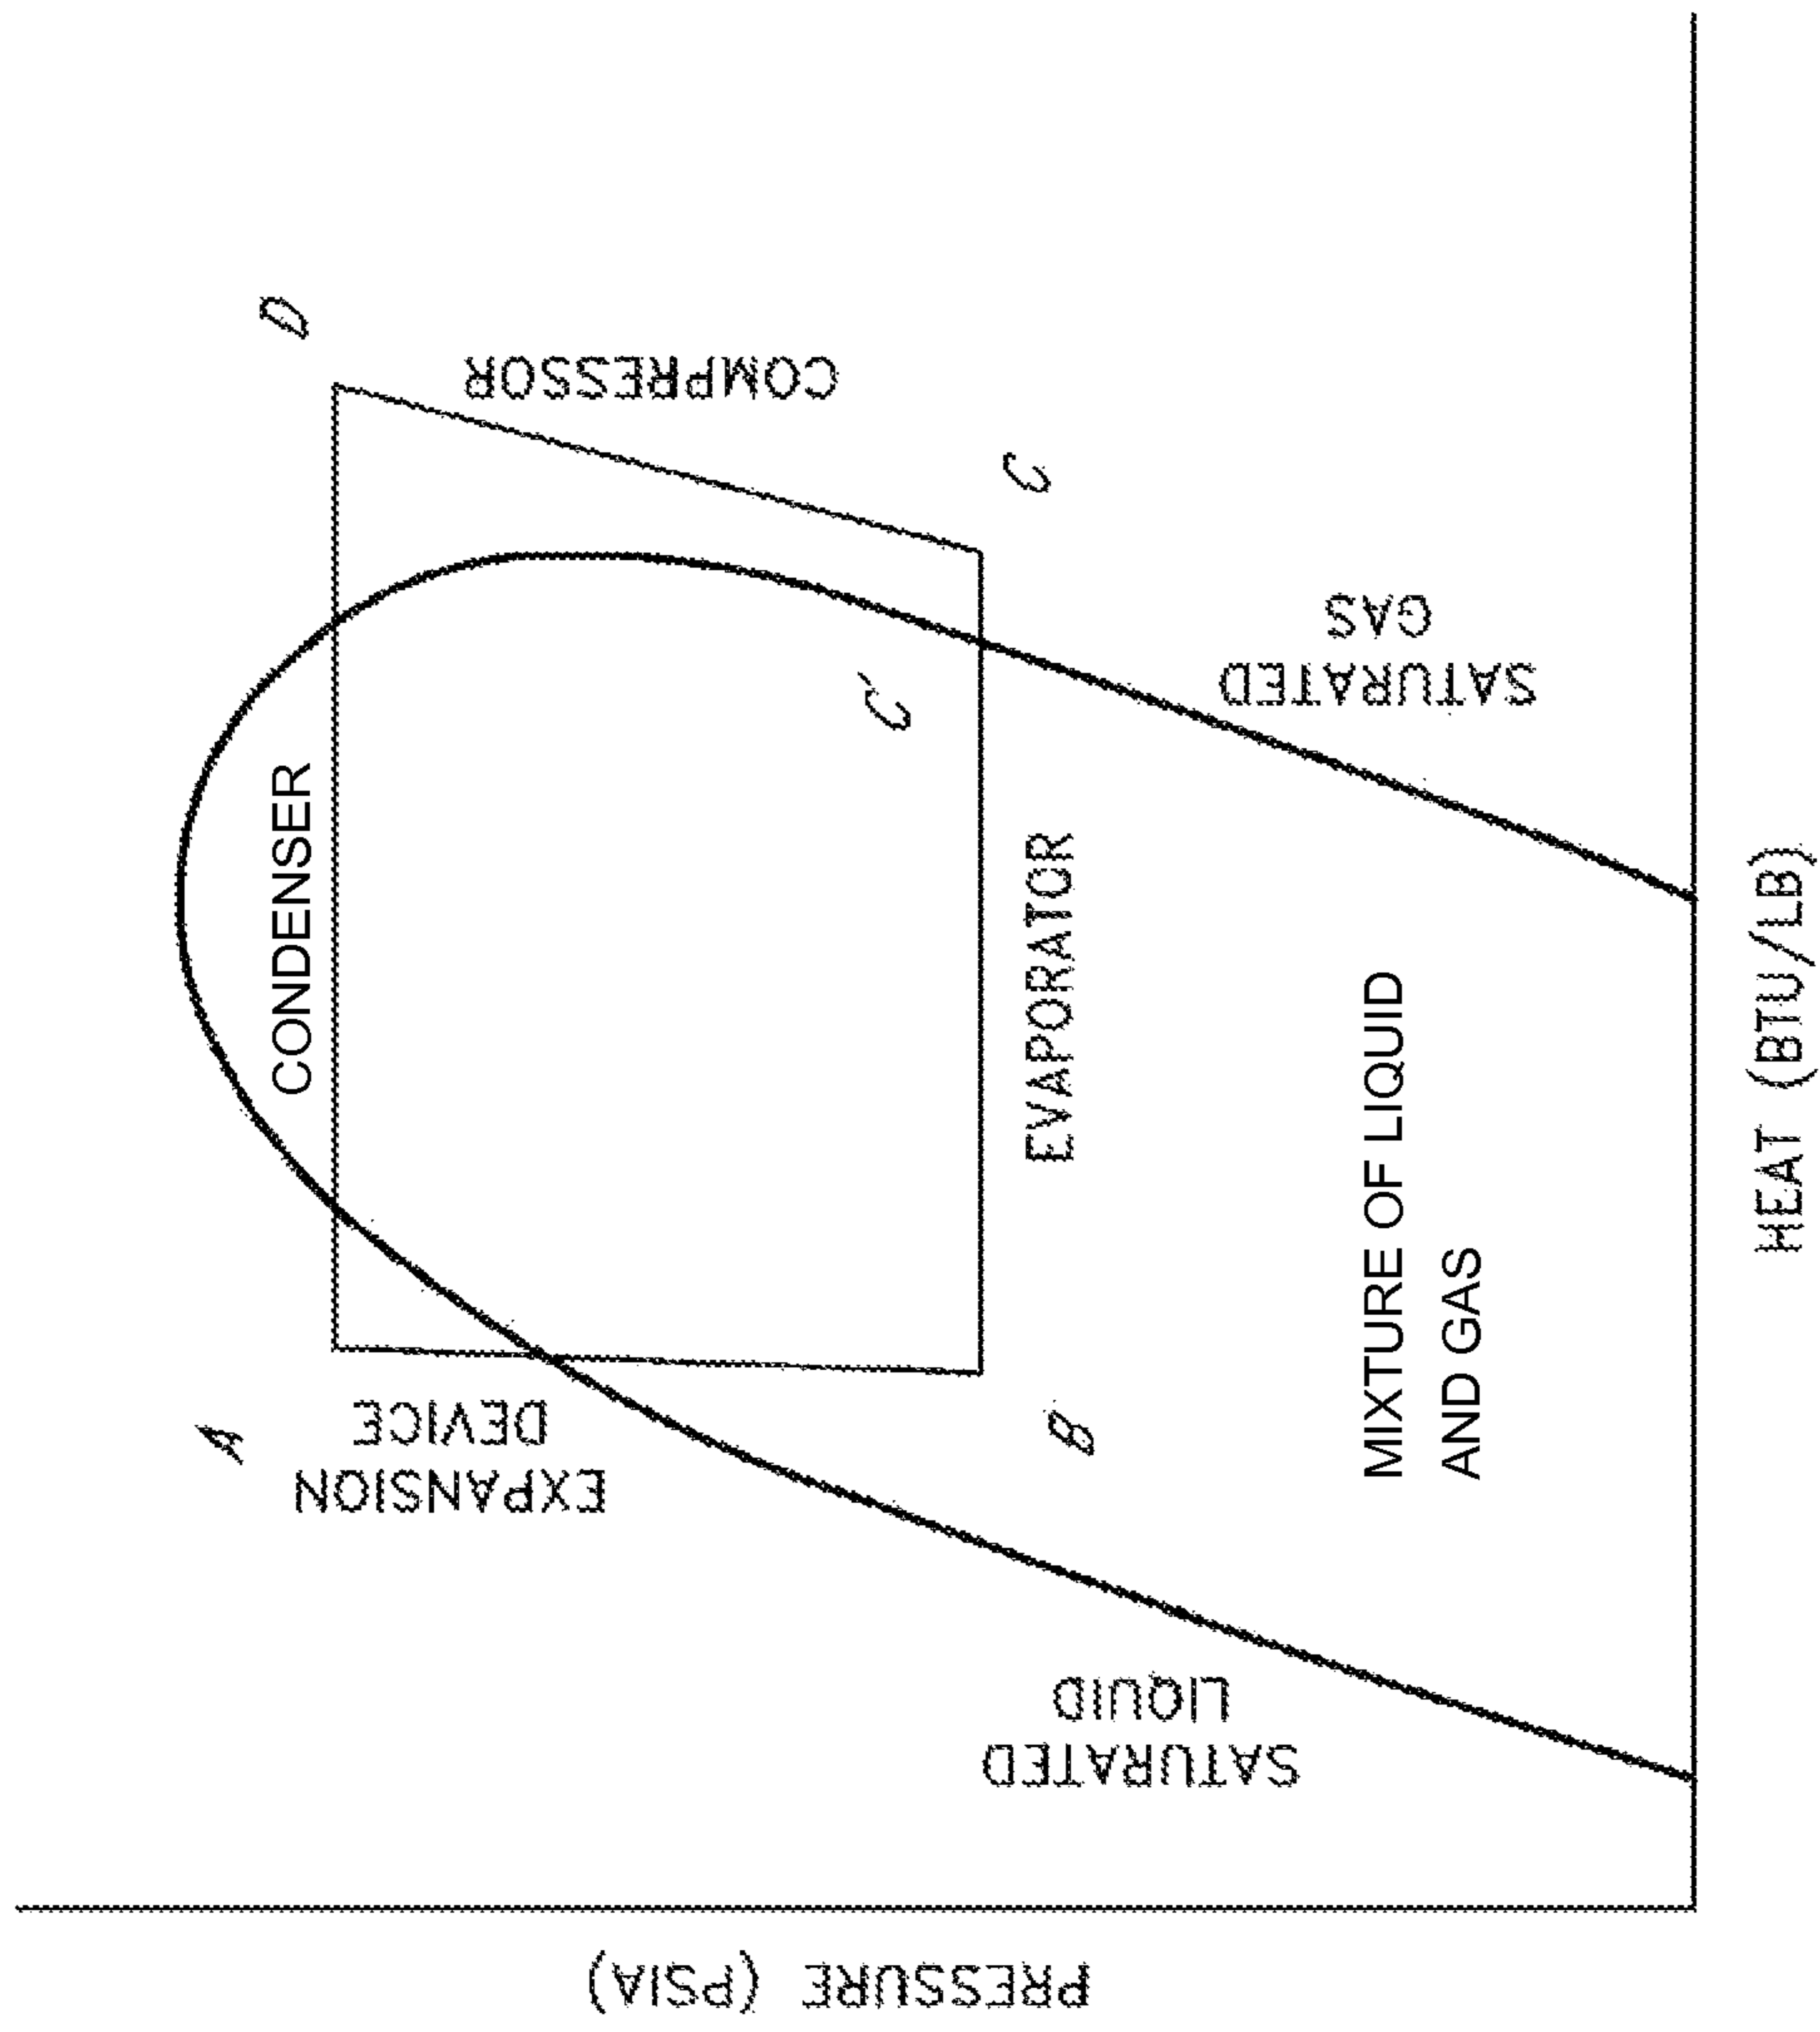 PRESSURE (PSIA)
A
EXPANSION
DEVICE
CONDENSER
D
COMPRESSOR
C'
C
B
EVAPORATOR
SATURATED
LIQUID
MIXTURE OF LIQUID
AND GAS
SATURATED
GAS
HEAT (BTU/LB)